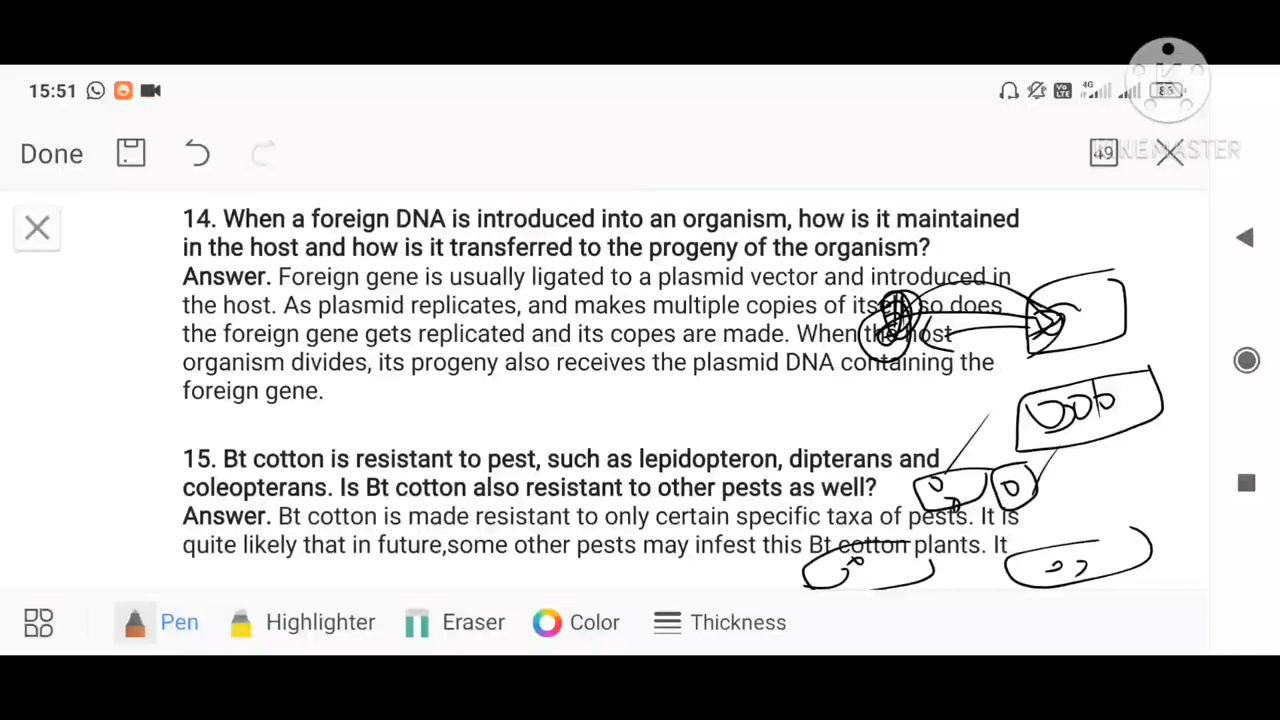 15:51 4G Vo LTE 86
Done 49 KINEMASTER
14. When a foreign DNA is introduced into an organism, how is it maintained
in the host and how is it transferred to the progeny of the organism?
Answer. Foreign gene is usually ligated to a plasmid vector and introduced in
the host. As plasmid replicates, and makes multiple copies of itself so does
the foreign gene gets replicated and its copes are made. When the host
organism divides, its progeny also receives the plasmid DNA containing the
foreign gene.
15. Bt cotton is resistant to pest, such as lepidopteron, dipterans and
coleopterans. Is Bt cotton also resistant to other pests as well?
Answer. Bt cotton is made resistant to only certain specific taxa of pests. It is
quite likely that in future,some other pests may infest this Bt cotton plants. It
Pen Highlighter Eraser Color Thickness